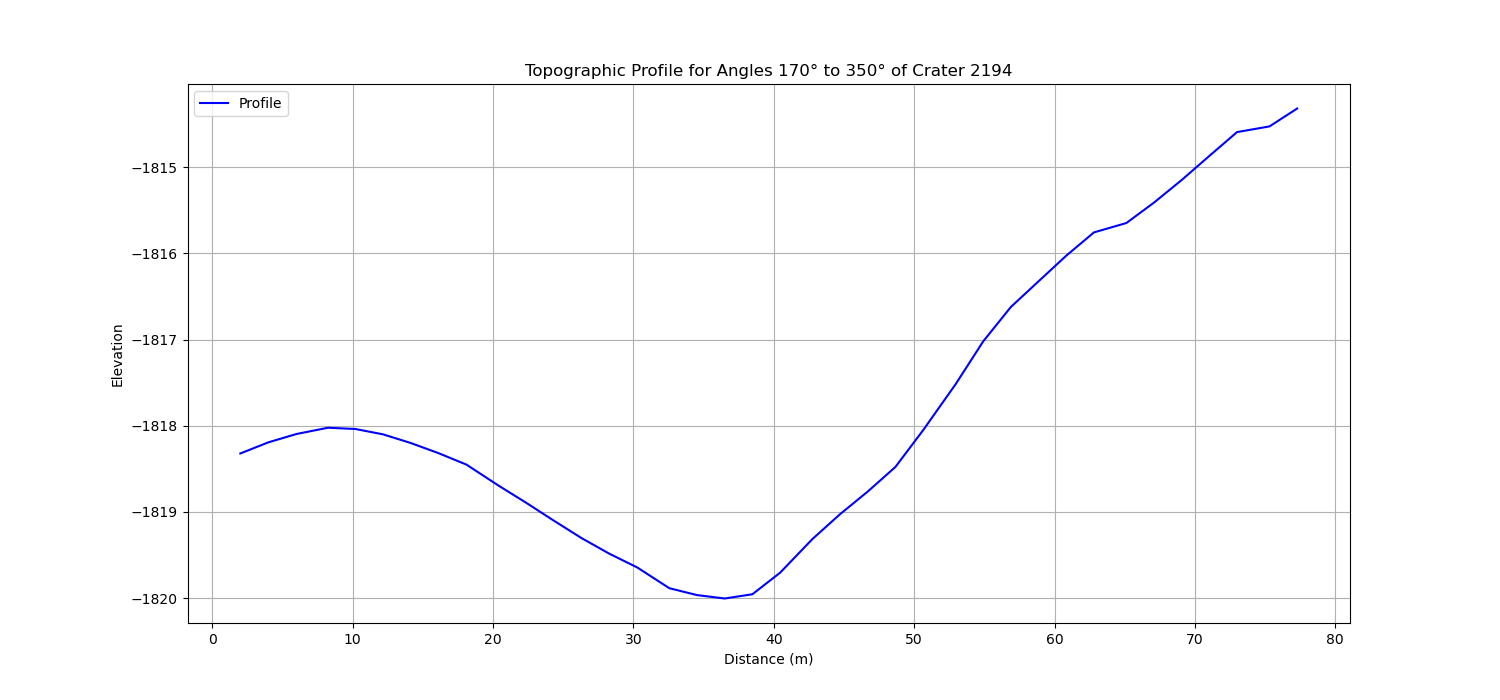 Topographic Profile for Angles 170° to 350° of Crater 2194
Profile
Elevation
−1815
−1816
−1817
−1818
−1819
−1820
0 10 20 30 40 50 60 70 80
Distance (m)